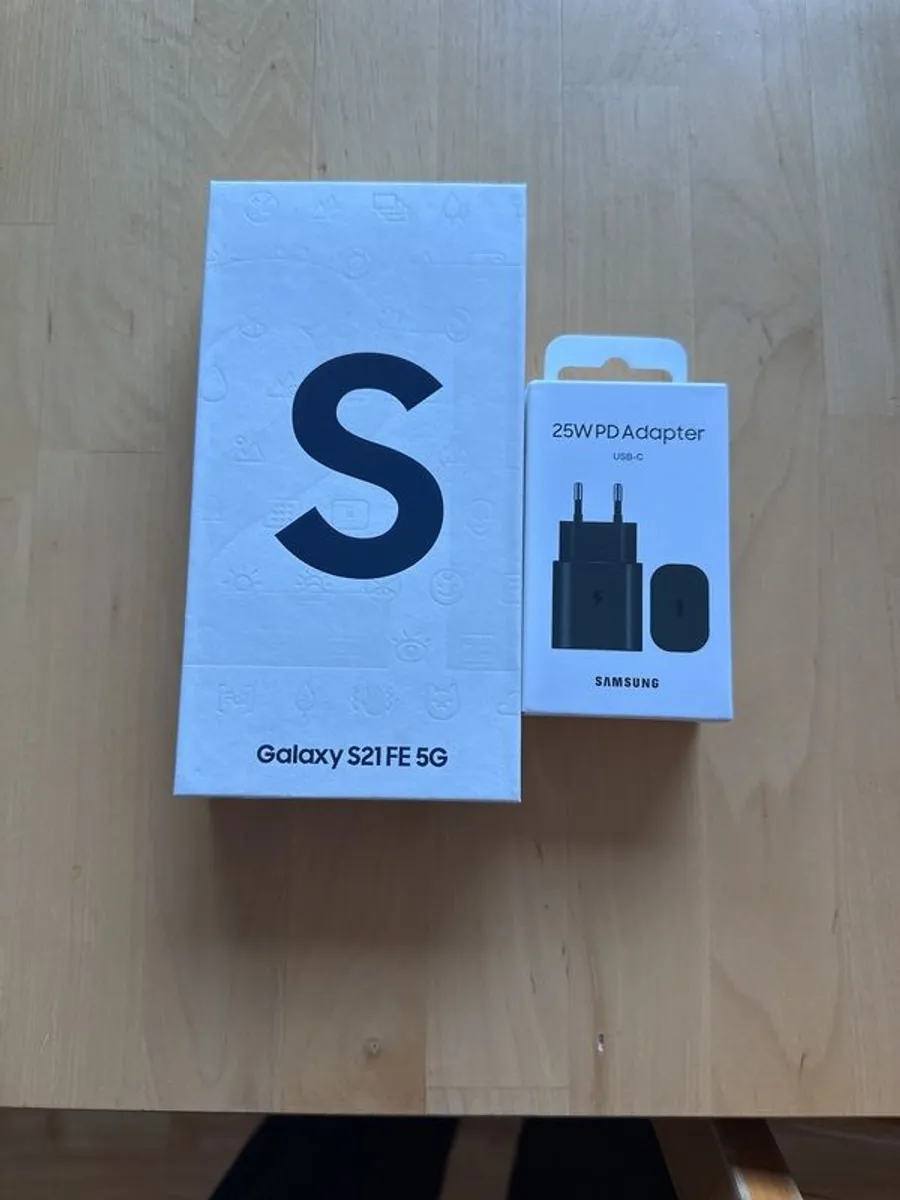 S
Galaxy S21 FE 5G
25W PD Adapter
USB-C
SAMSUNG